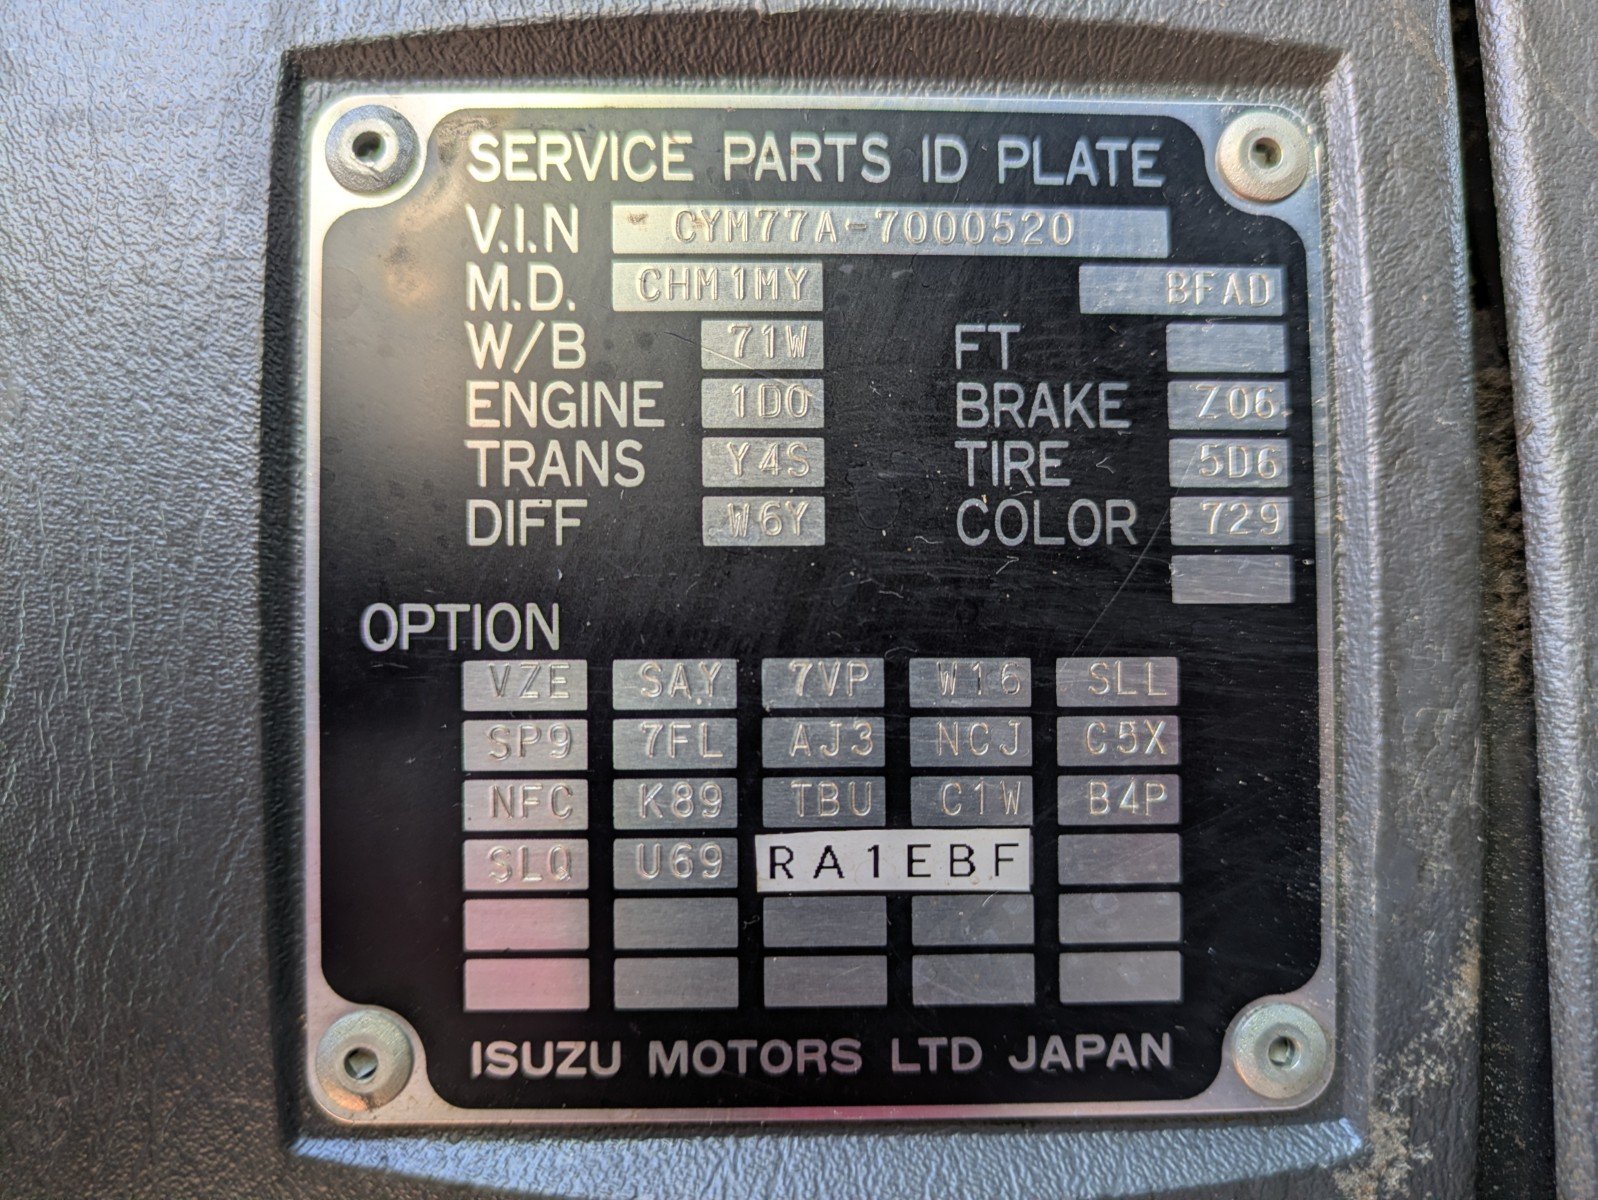 SERVICE PARTS ID PLATE
V.I.N CYM77A-7000520
M.D. CHM1MY BFAD
W/B 71W FT
ENGINE 1D0 BRAKE Z06
TRANS Y4S TIRE 5D6
DIFF W6Y COLOR 729
OPTION
VZE SAY 7VP W16 SLL
SP9 7FL AJ3 NCJ C5X
NFC K89 TBU C1W B4P
SLQ U69 RA1EBF
ISUZU MOTORS LTD JAPAN